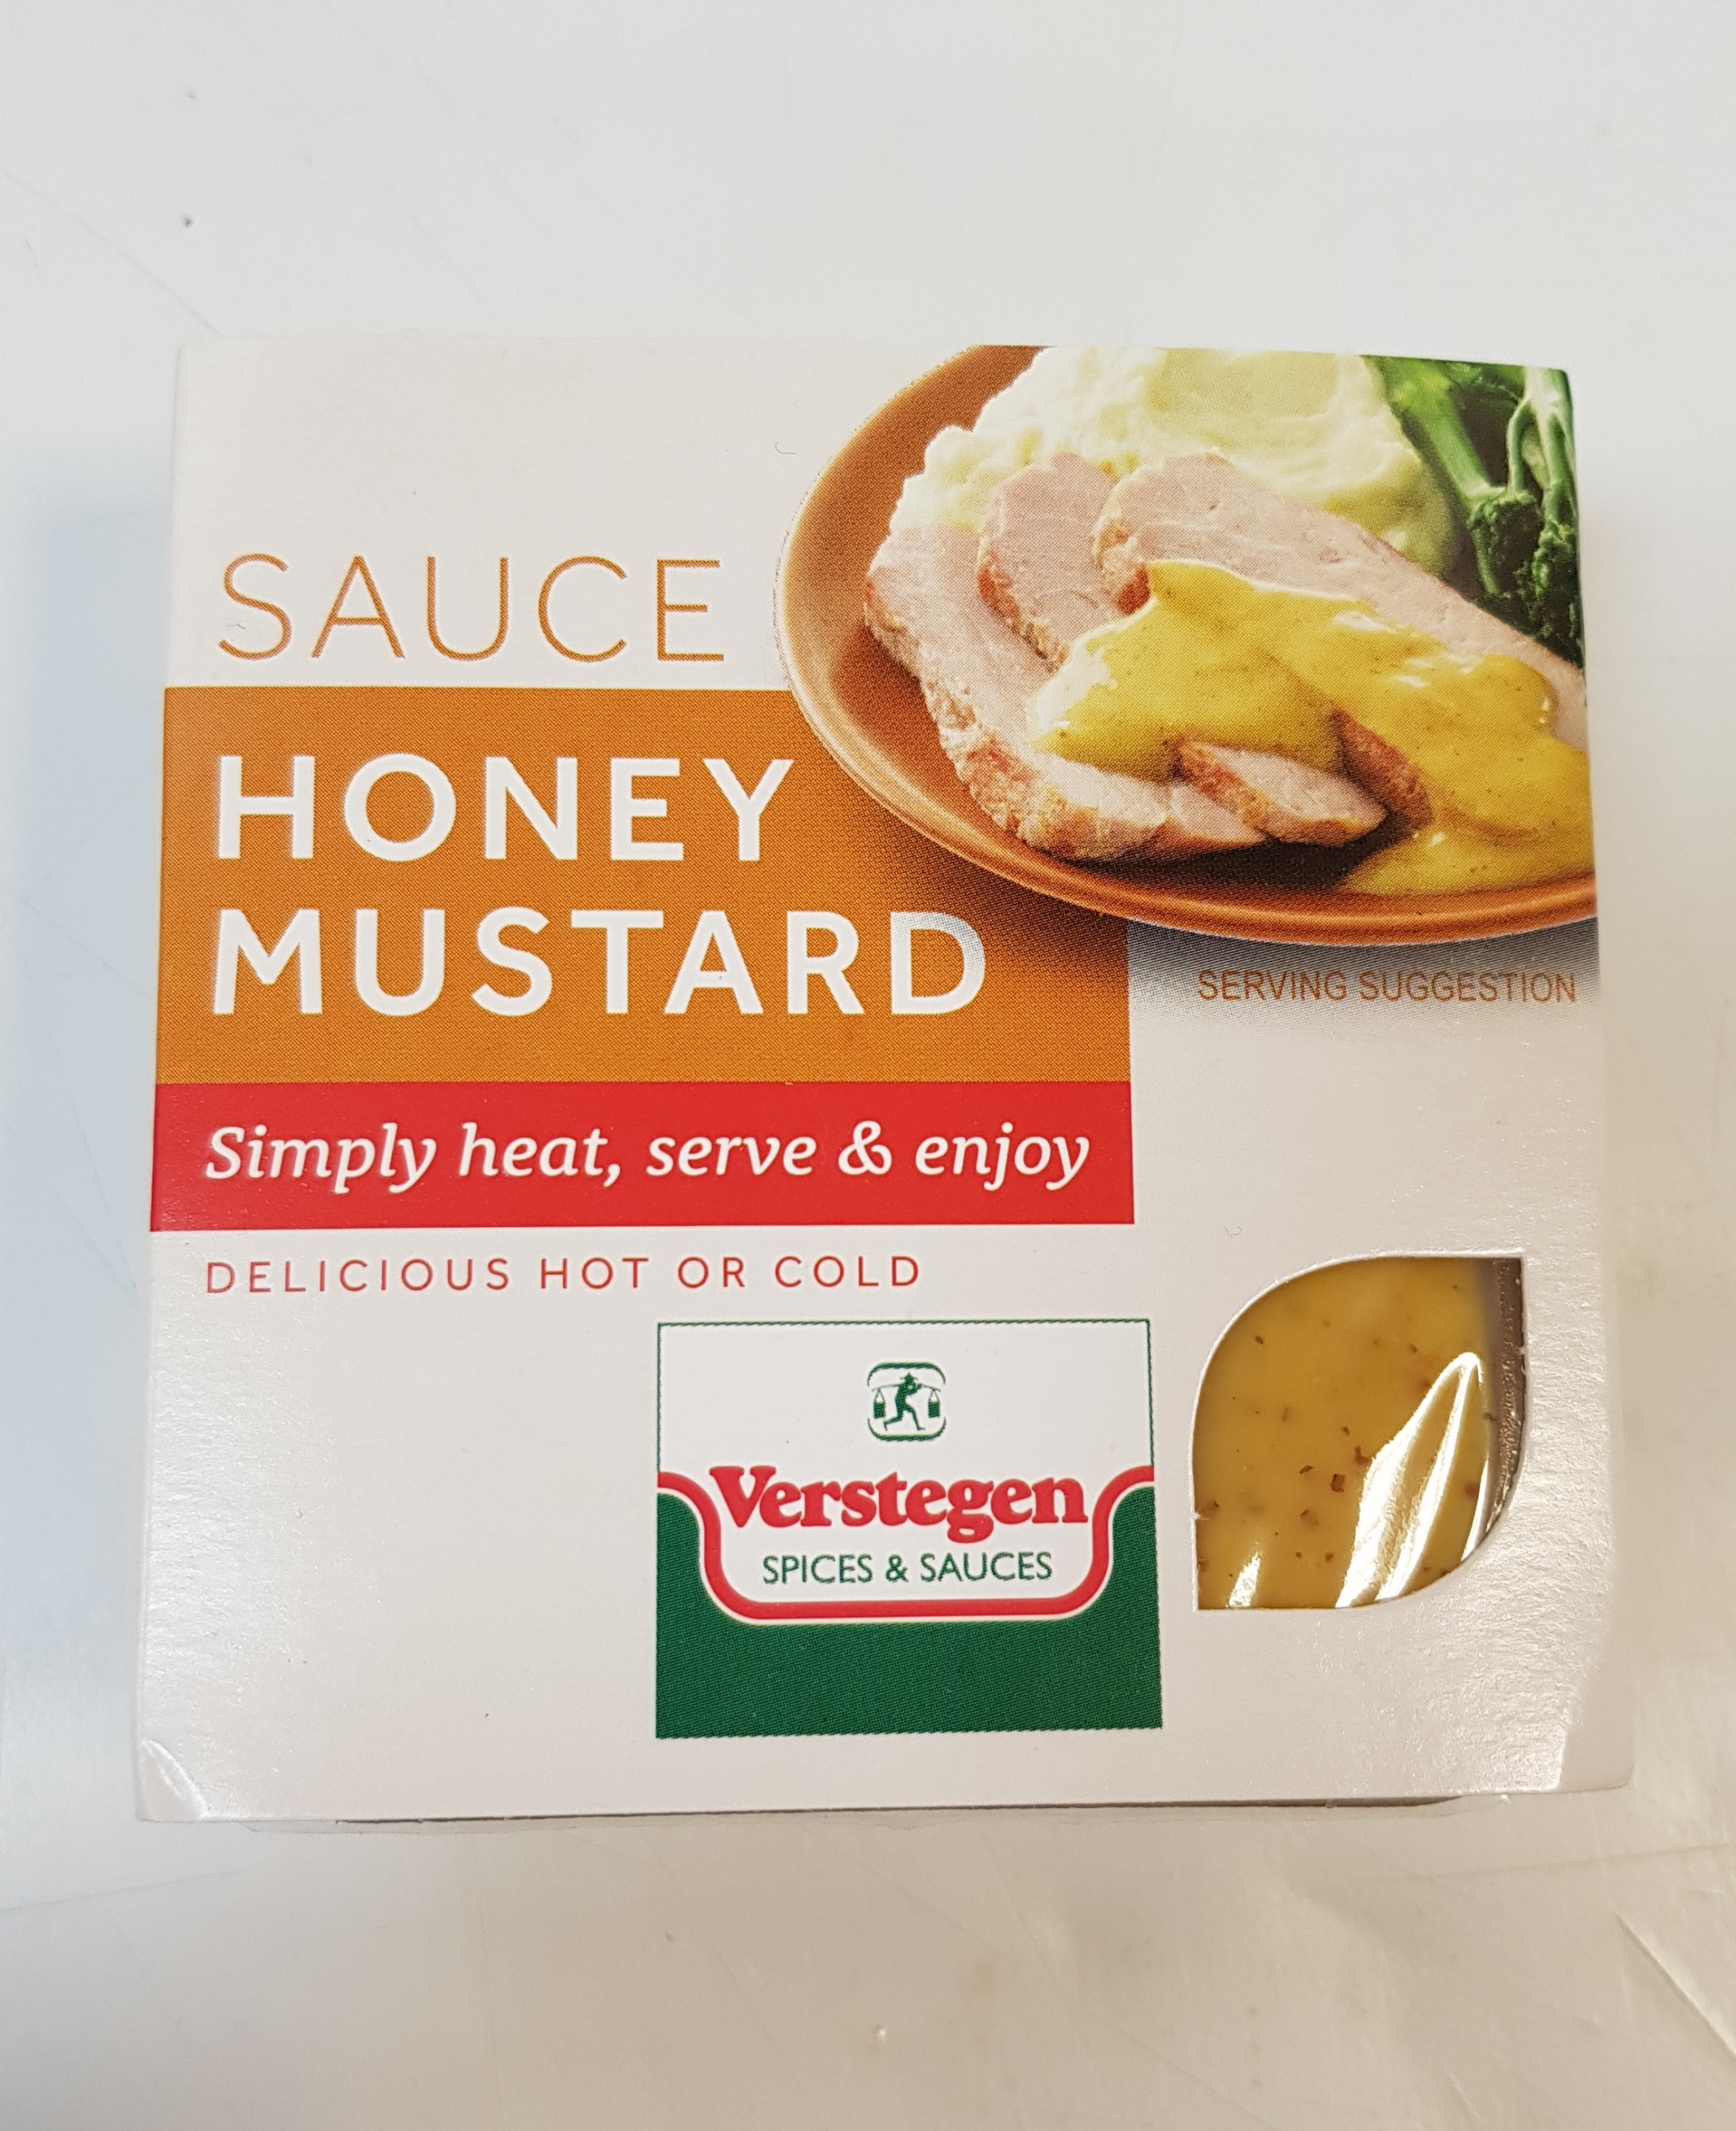 SAUCE
HONEY
MUSTARD
SERVING SUGGESTION
Simply heat, serve & enjoy
DELICIOUS HOT OR COLD
Verstegen
SPICES & SAUCES